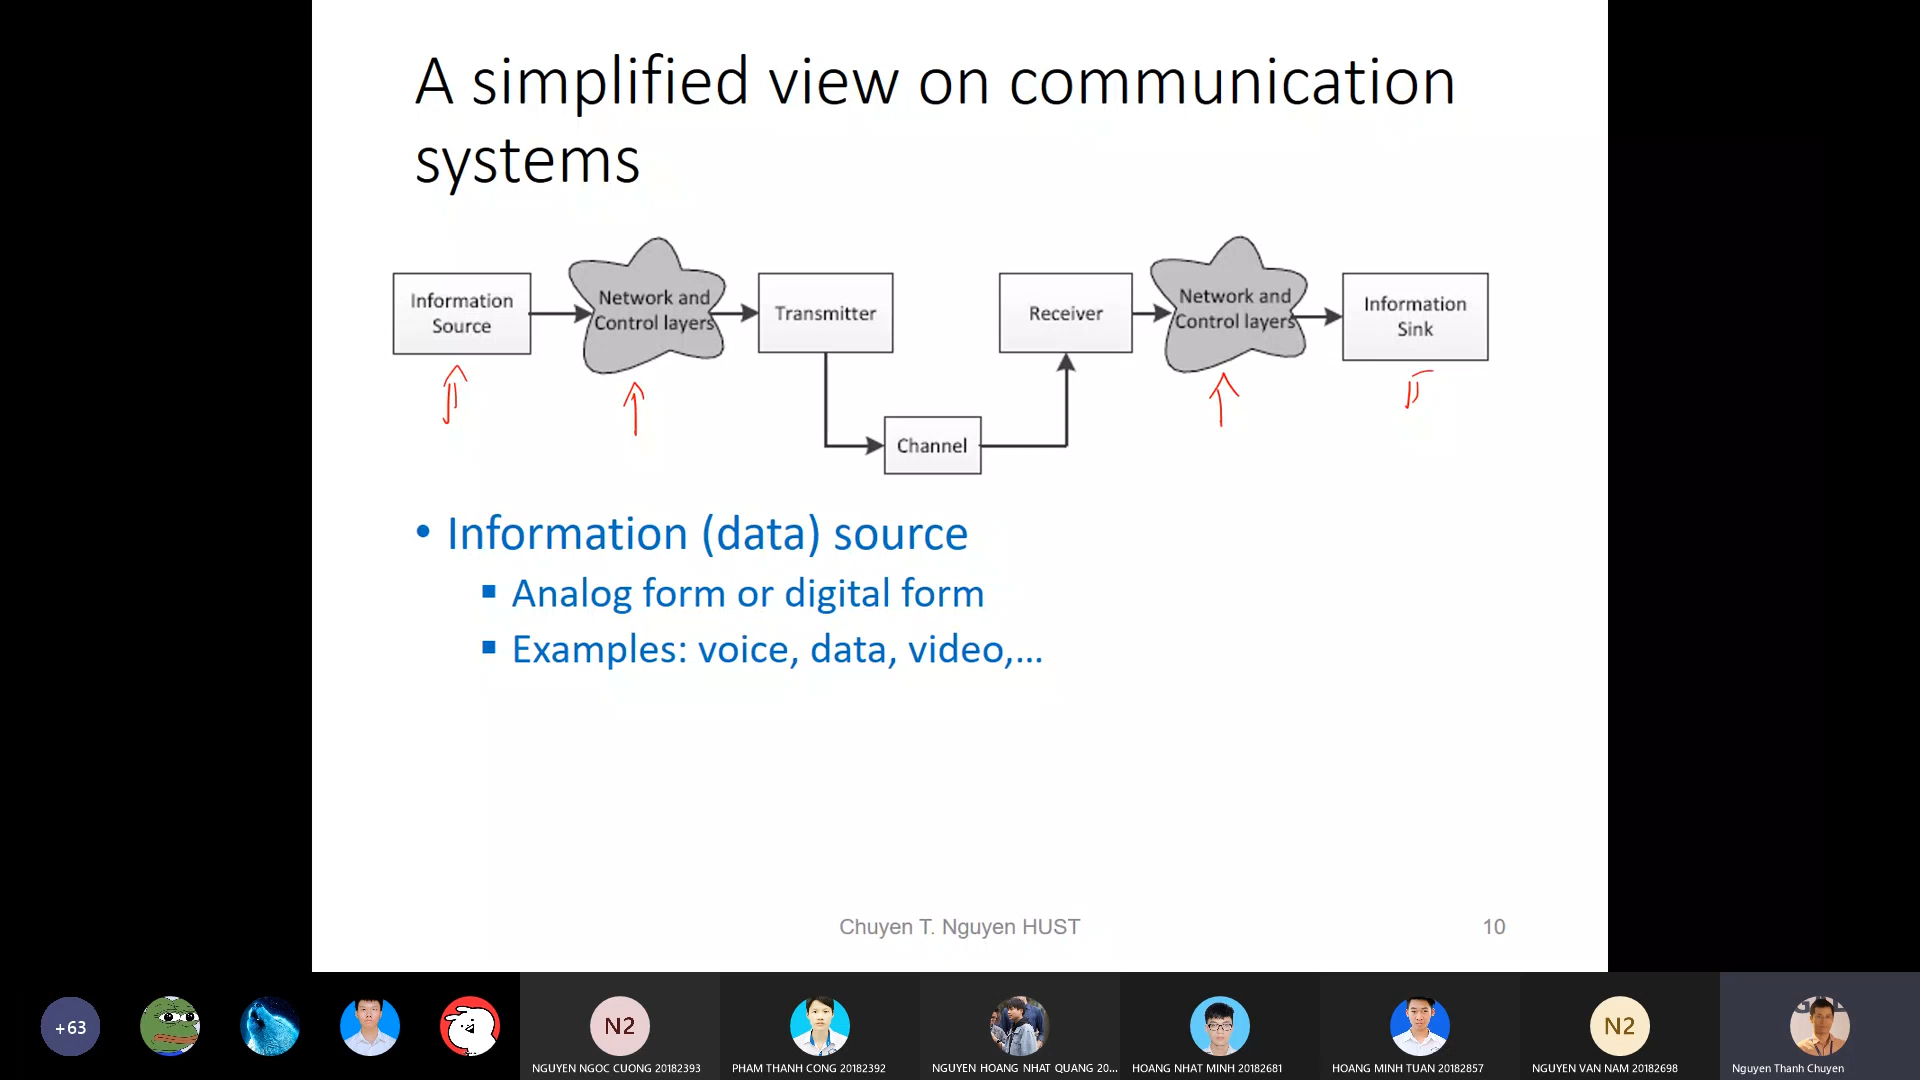 A simplified view on communication
systems
Information
Source
Network and
Control layers
Transmitter
Receiver
Network and
Control layers
Information
Sink
Channel
• Information (data) source
▪ Analog form or digital form
▪ Examples: voice, data, video,...
Chuyen T. Nguyen HUST
10
+63
N2
N2
NGUYEN NGOC CUONG 20182393
PHAM THANH CONG 20182392
NGUYEN HOANG NHAT QUANG 20...
HOANG NHAT MINH 20182681
HOANG MINH TUAN 20182857
NGUYEN VAN NAM 20182698
Nguyen Thanh Chuyen